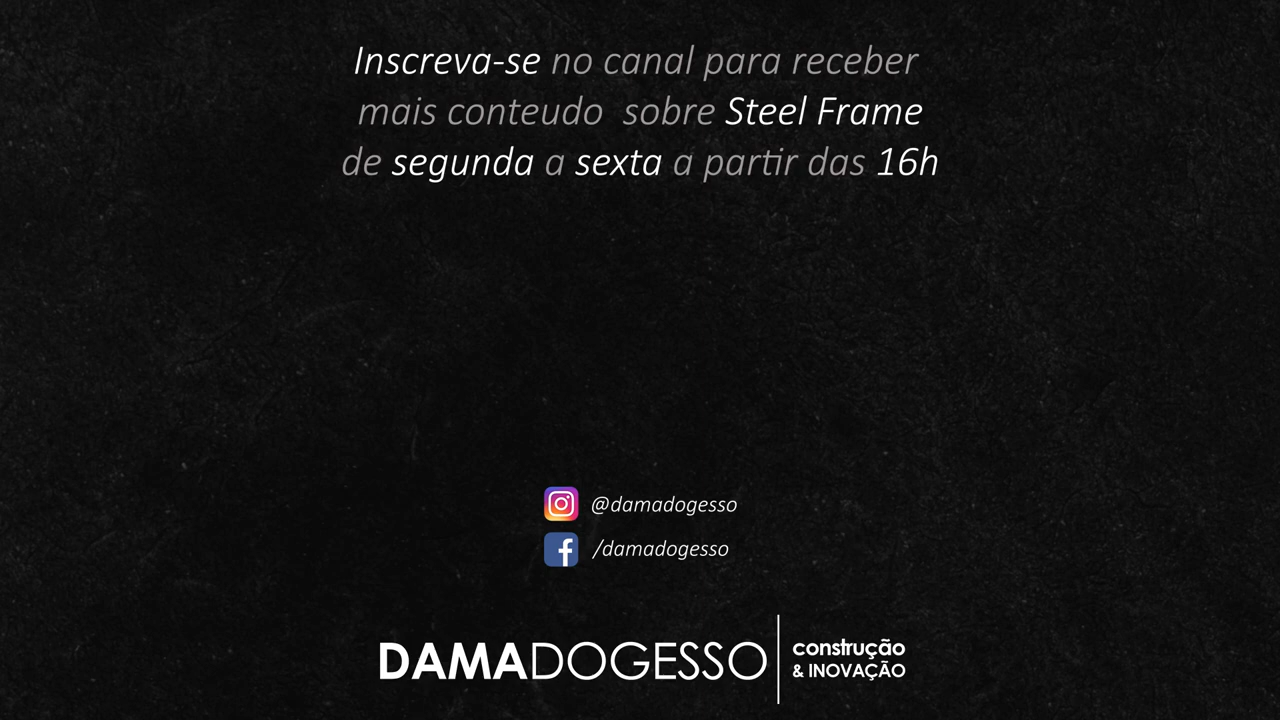 Inscreva-se no canal para receber
mais conteudo sobre Steel Frame
de segunda a sexta a partir das 16h
@damadogesso
/damadogesso
DAMADOGESSO
construção
& INOVAÇÃO